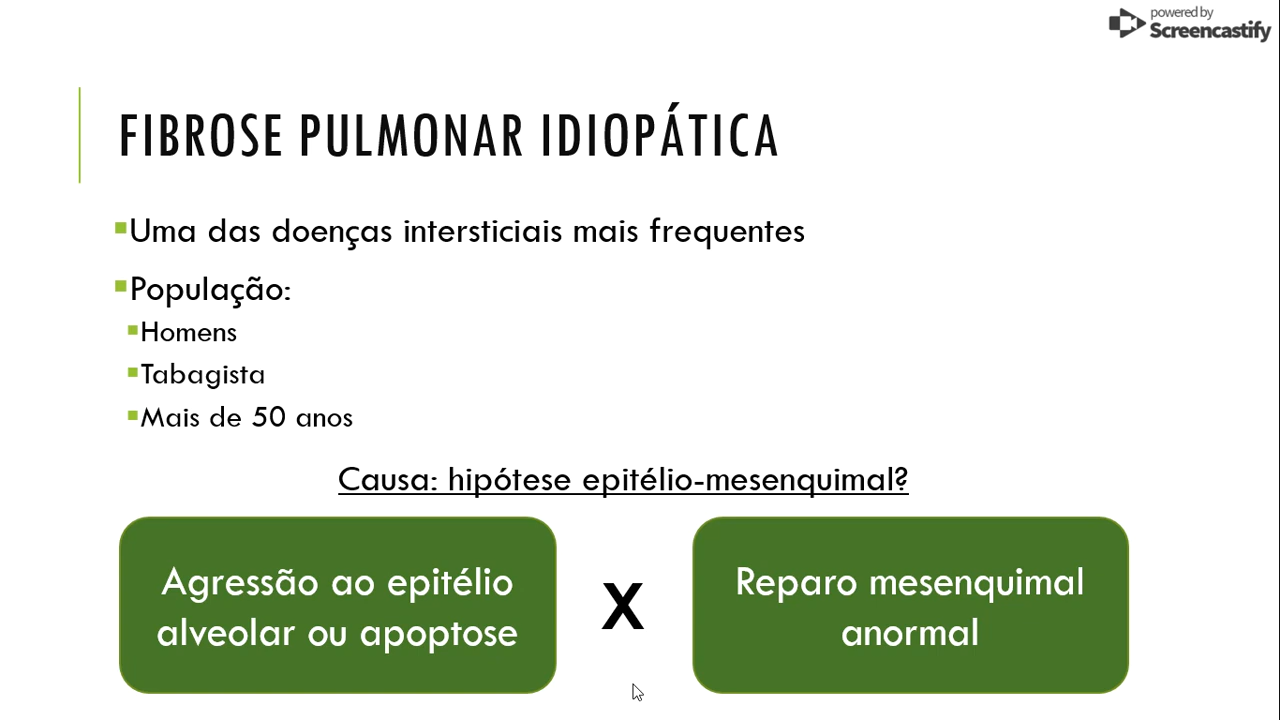 powered by
Screencastify
FIBROSE PULMONAR IDIOPÁTICA
Uma das doenças intersticiais mais frequentes
População:
Homens
Tabagista
Mais de 50 anos
Causa: hipótese epitélio-mesenquimal?
Agressão ao epitélio
alveolar ou apoptose
X
Reparo mesenquimal
anormal